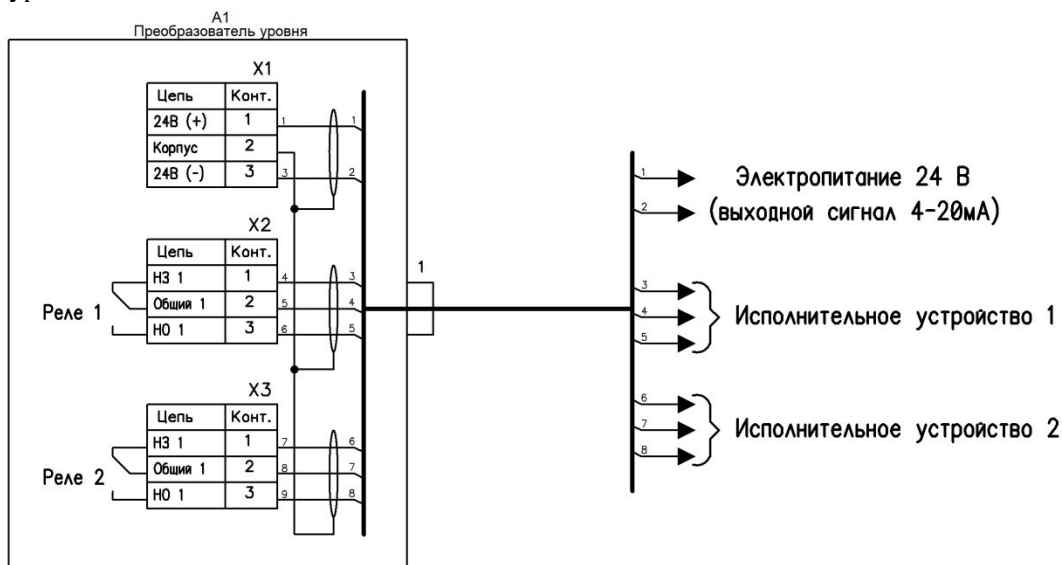 А1
Преобразователь уровня
X1
Цепь Конт.
24В (+) 1 1 1
Корпус 2
24В (-) 3 3 2
X2
Цепь Конт.
НЗ 1 1 4 3
Реле 1 Общий 1 2 5 4
НО 1 3 6 5
X3
Цепь Конт.
НЗ 1 1 7 6
Реле 2 Общий 1 2 8 7
НО 1 3 9 8
1
1 Электропитание 24 В
2 (выходной сигнал 4-20мА)
3
4 Исполнительное устройство 1
5
6
7 Исполнительное устройство 2
8